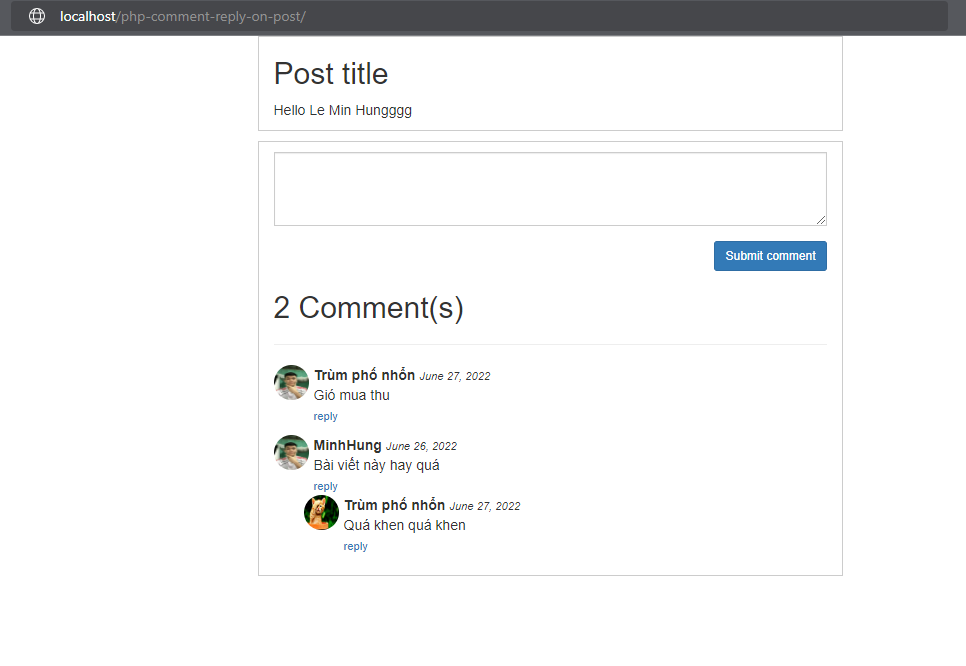 localhost/php-comment-reply-on-post/
Post title
Hello Le Min Hungggg
Submit comment
2 Comment(s)
Trùm phố nhổn June 27, 2022
Gió mua thu
reply
MinhHung June 26, 2022
Bài viết này hay quá
reply
Trùm phố nhổn June 27, 2022
Quá khen quá khen
reply